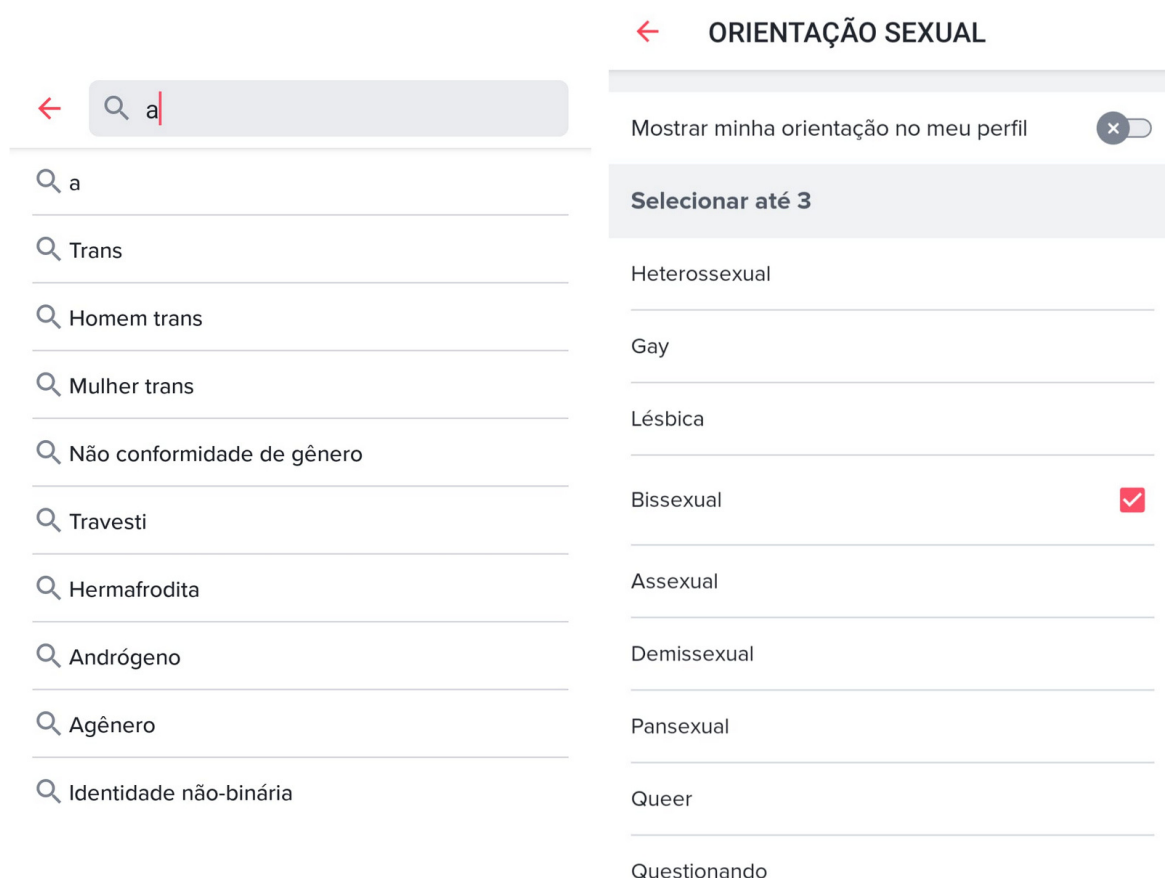 a
a
Trans
Homem trans
Mulher trans
Não conformidade de gênero
Travesti
Hermafrodita
Andrógeno
Agênero
Identidade não-binária
ORIENTAÇÃO SEXUAL
Mostrar minha orientação no meu perfil
Selecionar até 3
Heterossexual
Gay
Lésbica
Bissexual
Assexual
Demissexual
Pansexual
Queer
Questionando